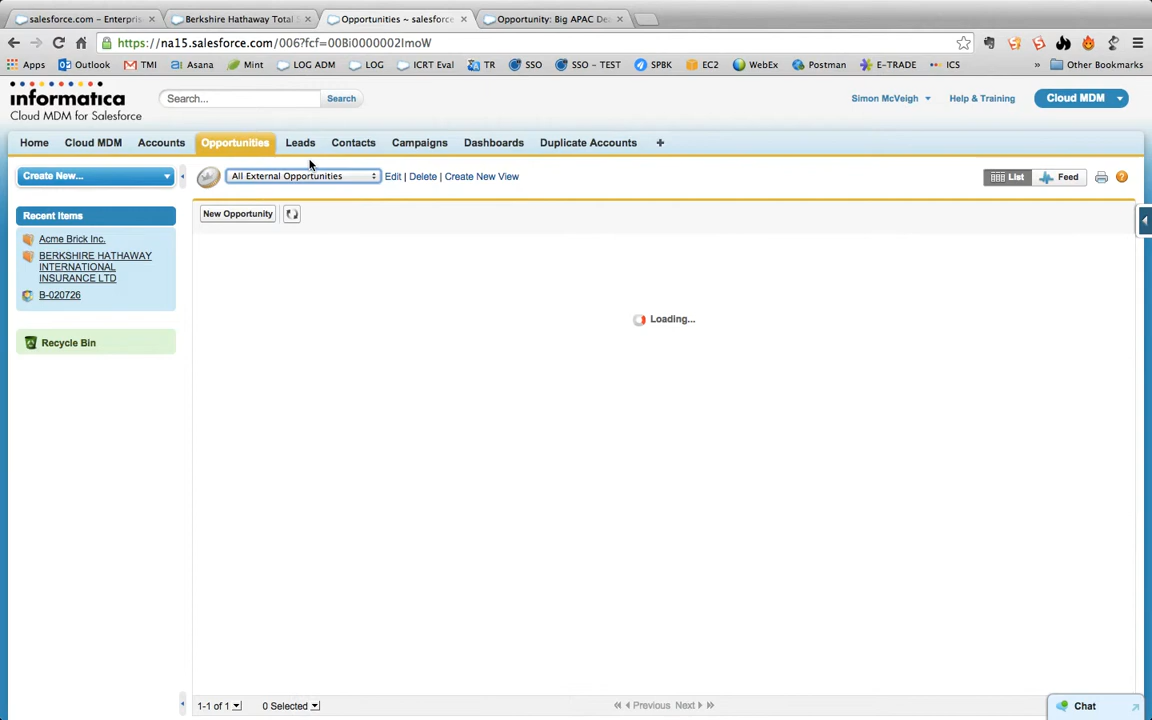 salesforce.com – Enterpris
Berkshire Hathaway Total
Opportunities ~ salesforce
Opportunity: Big APAC De
https://na15.salesforce.com/006?fcf=00Bi0000002ImoW
Apps Outlook TMI Asana Mint LOG ADM LOG ICRT Eval TR SSO SSO – TEST SPBK EC2 WebEx Postman E-TRADE ICS » Other Bookmarks
informatica
Cloud MDM for Salesforce
Search... Search
Simon McVeigh Help & Training Cloud MDM
Home Cloud MDM Accounts Opportunities Leads Contacts Campaigns Dashboards Duplicate Accounts +
Create New...
All External Opportunities Edit | Delete | Create New View
List Feed
Recent Items
Acme Brick Inc.
BERKSHIRE HATHAWAY
INTERNATIONAL
INSURANCE LTD
B-020726
Recycle Bin
New Opportunity
Loading...
1-1 of 1 0 Selected Previous Next
Chat